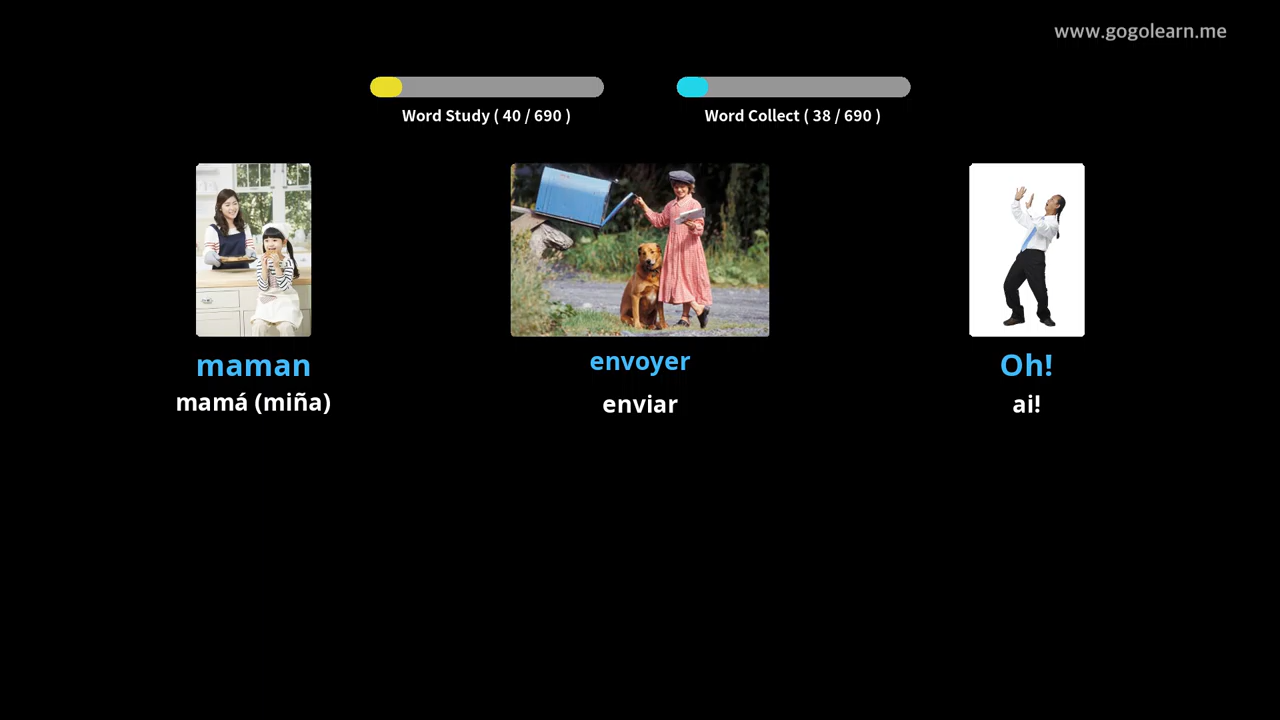 www.gogolearn.me
Word Study ( 40 / 690 )
Word Collect ( 38 / 690 )
maman
mamá (miña)
envoyer
enviar
Oh!
ai!